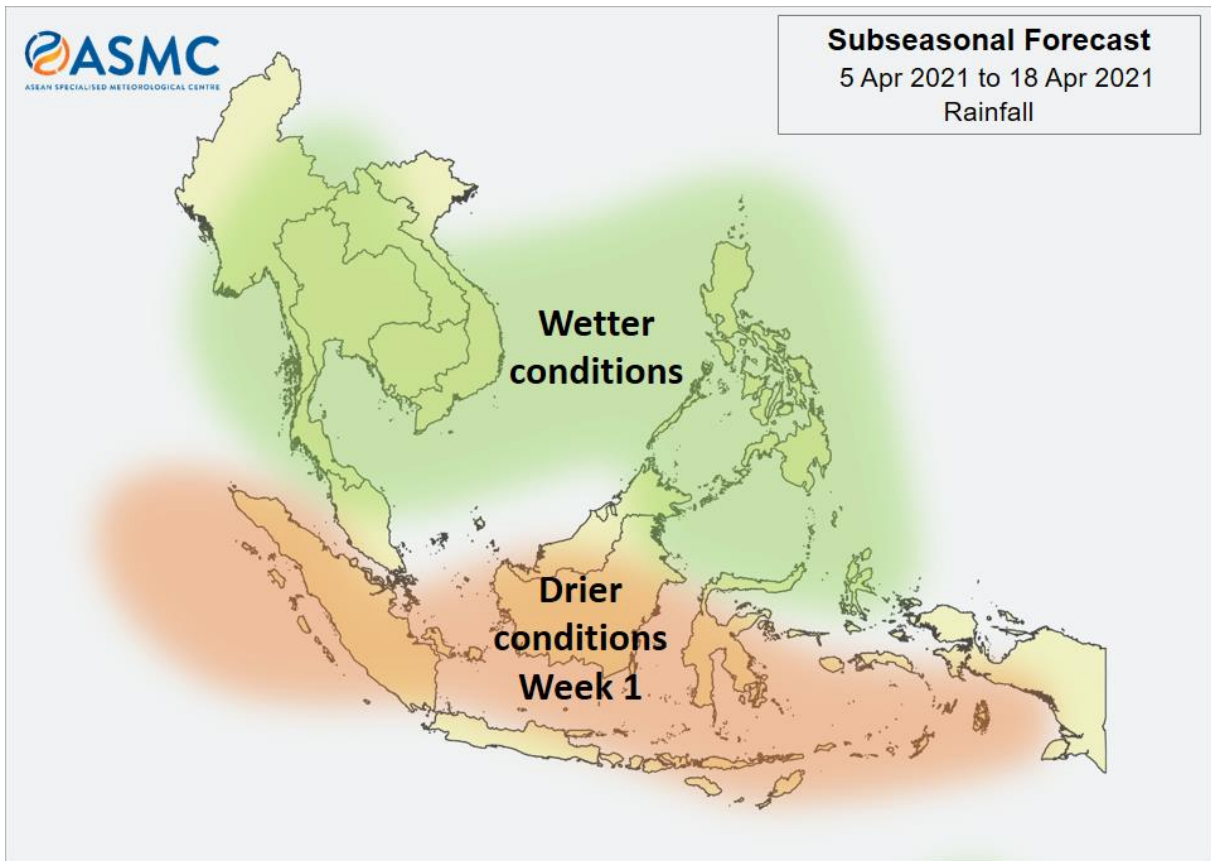 ASMC
ASEAN SPECIALISED METEOROLOGICAL CENTRE
Subseasonal Forecast
5 Apr 2021 to 18 Apr 2021
Rainfall
Wetter
conditions
Drier
conditions
Week 1